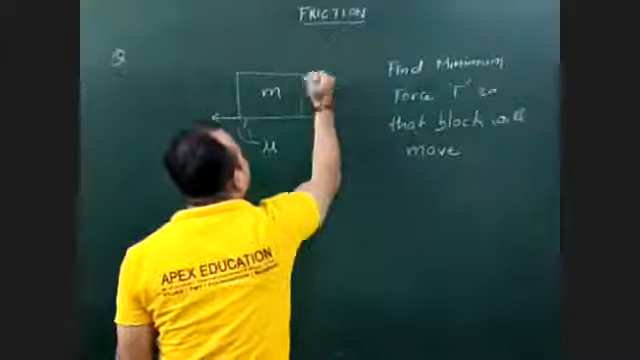 FRICTION
Q
m
μ
Find Minimum
Force 'F' so
that block will
move
APEX EDUCATION